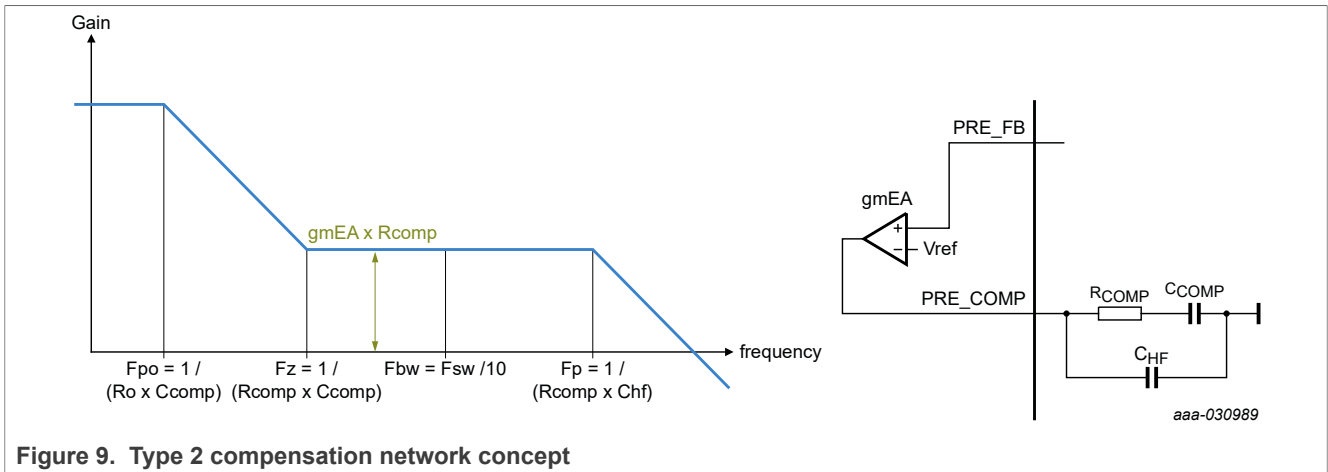 Gain
gmEA x Rcomp
frequency
Fpo = 1 /
(Ro x Ccomp)
Fz = 1 /
(Rcomp x Ccomp)
Fbw = Fsw /10
Fp = 1 /
(Rcomp x Chf)
PRE_FB
gmEA
+
−
Vref
PRE_COMP
RCOMP
CCOMP
CHF
aaa-030989
Figure 9. Type 2 compensation network concept